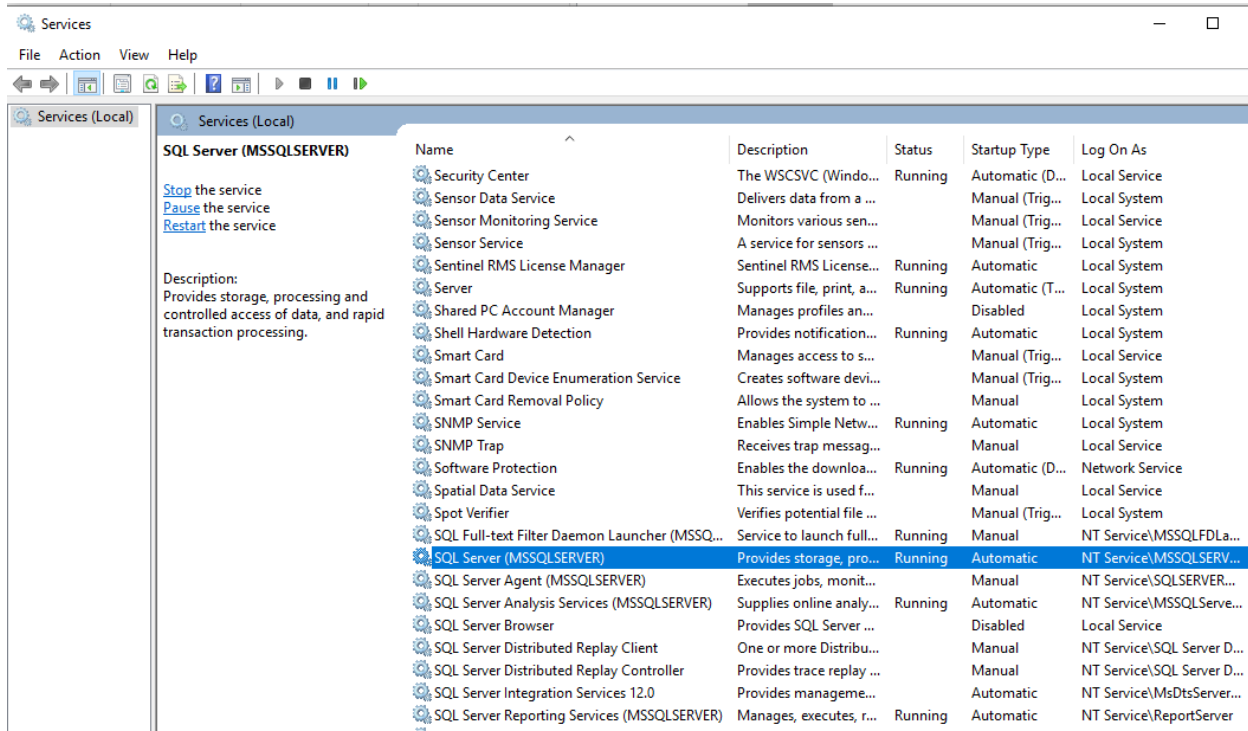 Services
File Action View Help
Services (Local)
Services (Local)
SQL Server (MSSQLSERVER)
Stop the service
Pause the service
Restart the service
Description:
Provides storage, processing and
controlled access of data, and rapid
transaction processing.
Name Description Status Startup Type Log On As
Security Center The WSCSVC (Windo... Running Automatic (D... Local Service
Sensor Data Service Delivers data from a ... Manual (Trig... Local System
Sensor Monitoring Service Monitors various sen... Manual (Trig... Local Service
Sensor Service A service for sensors ... Manual (Trig... Local System
Sentinel RMS License Manager Sentinel RMS License... Running Automatic Local System
Server Supports file, print, a... Running Automatic (T... Local System
Shared PC Account Manager Manages profiles an... Disabled Local System
Shell Hardware Detection Provides notification... Running Automatic Local System
Smart Card Manages access to s... Manual (Trig... Local Service
Smart Card Device Enumeration Service Creates software devi... Manual (Trig... Local System
Smart Card Removal Policy Allows the system to ... Manual Local System
SNMP Service Enables Simple Netw... Running Automatic Local System
SNMP Trap Receives trap messag... Manual Local Service
Software Protection Enables the downloa... Running Automatic (D... Network Service
Spatial Data Service This service is used f... Manual Local Service
Spot Verifier Verifies potential file ... Manual (Trig... Local System
SQL Full-text Filter Daemon Launcher (MSSQ... Service to launch full... Running Manual NT Service\MSSQLFDLa...
SQL Server (MSSQLSERVER) Provides storage, pro... Running Automatic NT Service\MSSQLSERV...
SQL Server Agent (MSSQLSERVER) Executes jobs, monit... Manual NT Service\SQLSERVER...
SQL Server Analysis Services (MSSQLSERVER) Supplies online analy... Running Automatic NT Service\MSSQLServe...
SQL Server Browser Provides SQL Server ... Disabled Local Service
SQL Server Distributed Replay Client One or more Distribu... Manual NT Service\SQL Server D...
SQL Server Distributed Replay Controller Provides trace replay ... Manual NT Service\SQL Server D...
SQL Server Integration Services 12.0 Provides manageme... Automatic NT Service\MsDtsServer...
SQL Server Reporting Services (MSSQLSERVER) Manages, executes, r... Running Automatic NT Service\ReportServer